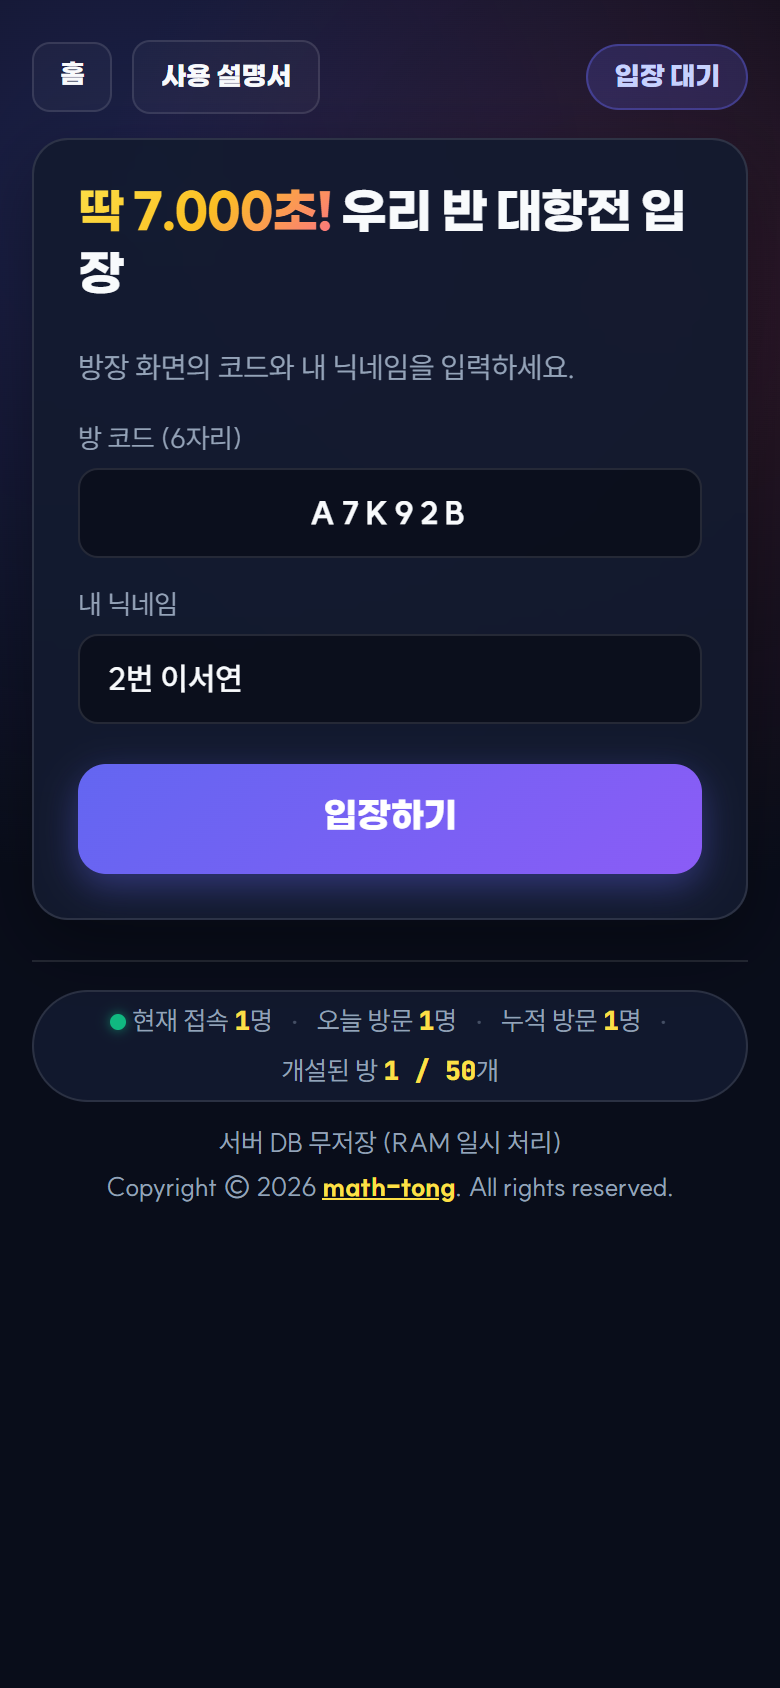 홈
사용 설명서
입장 대기
딱 7.000초! 우리 반 대항전 입
장
방장 화면의 코드와 내 닉네임을 입력하세요.
방 코드 (6자리)
A7K92B
내 닉네임
2번 이서연
입장하기
현재 접속 1명 · 오늘 방문 1명 · 누적 방문 1명 ·
개설된 방 1 / 50개
서버 DB 무저장 (RAM 일시 처리)
Copyright © 2026 math-tong. All rights reserved.